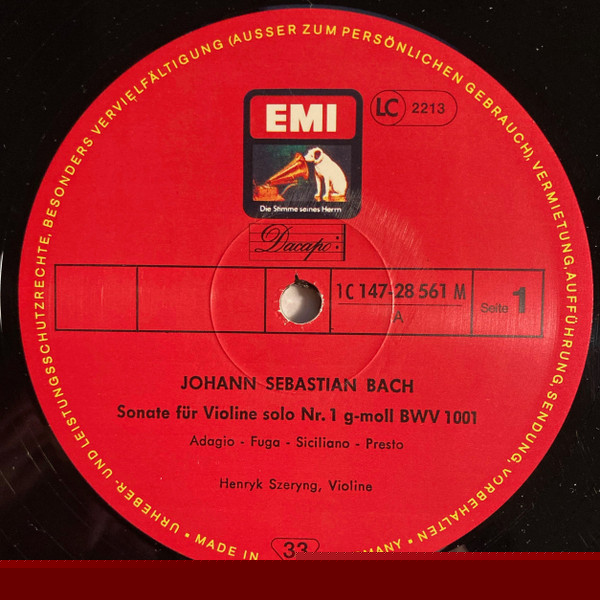 URHEBER- UND LEISTUNGSSCHUTZRECHTE, BESONDERS VERVIELFÄLTIGUNG (AUSSER ZUM PERSÖNLICHEN GEBRAUCH), VERMIETUNG, AUFFÜHRUNG, SENDUNG, VORBEHALTEN •
EMI
LC 2213
Die Stimme seines Herrn
Dacapo
1C 147-28 561 M
A
Seite 1
JOHANN SEBASTIAN BACH
Sonate für Violine solo Nr. 1 g-moll BWV 1001
Adagio - Fuga - Siciliano - Presto
Henryk Szeryng, Violine
33
• MADE IN